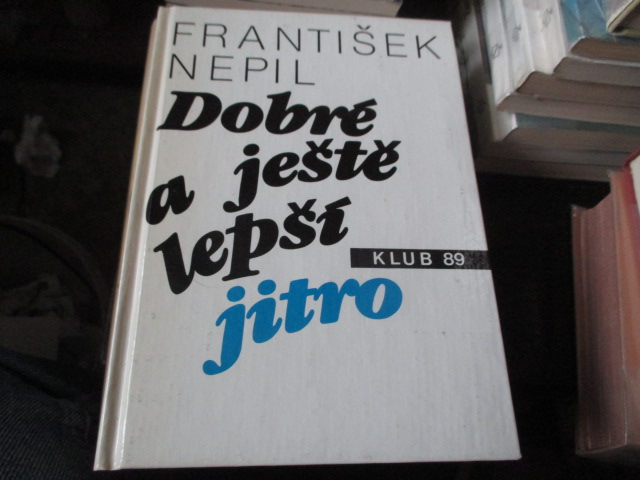 FRANTIŠEK
NEPIL
Dobré
a ještě
lepší
KLUB 89
jitro